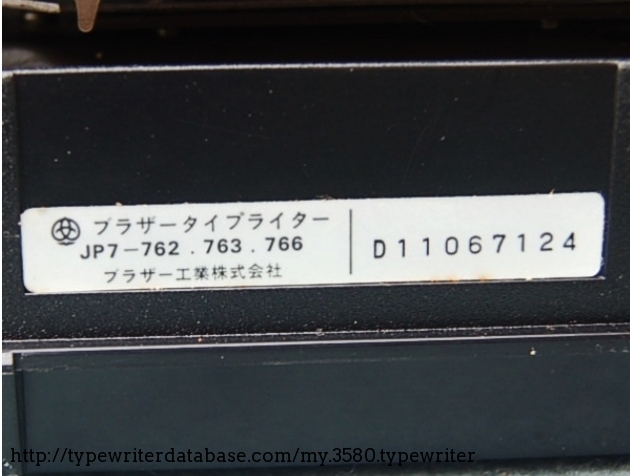 ブラザータイプライター
JP7-762.763.766
ブラザー工業株式会社
D11067124
http://typewriterdatabase.com/my.3580.typewriter